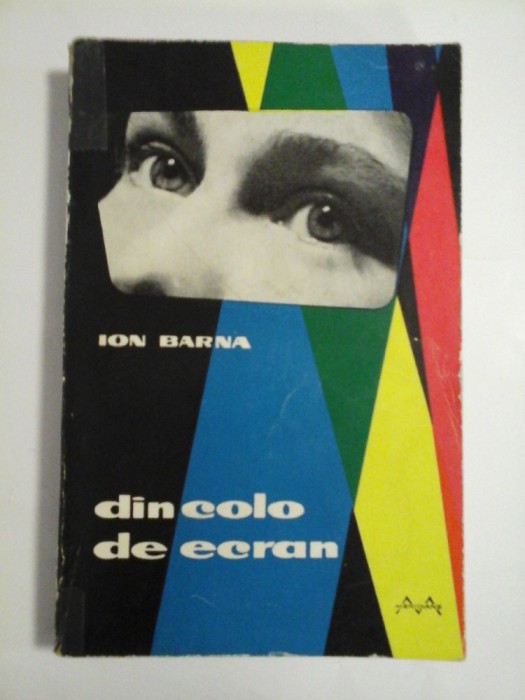 ION BARNA
dincolo
de ecran